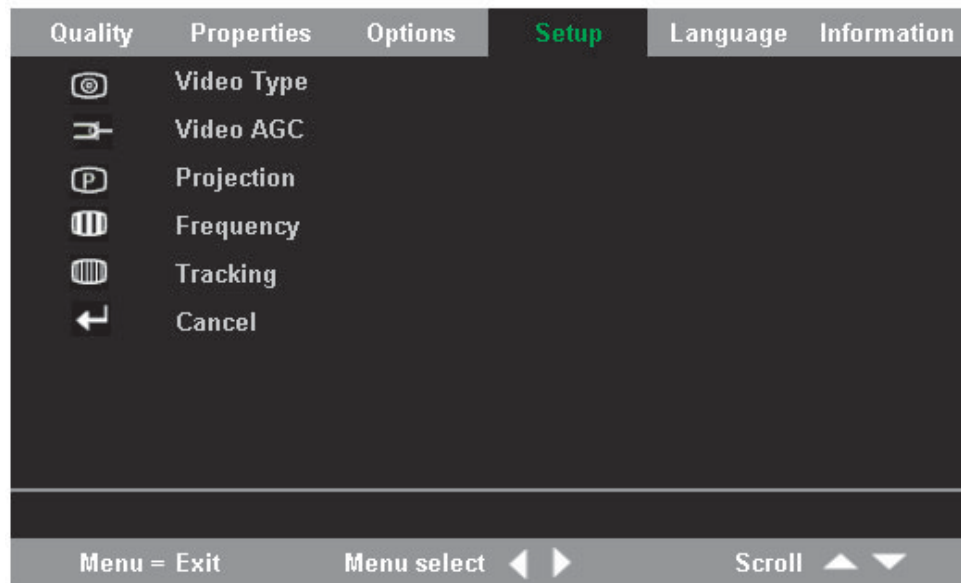 Quality Properties Options Setup Language Information
Video Type
Video AGC
P Projection
Frequency
Tracking
Cancel
Menu = Exit Menu select Scroll